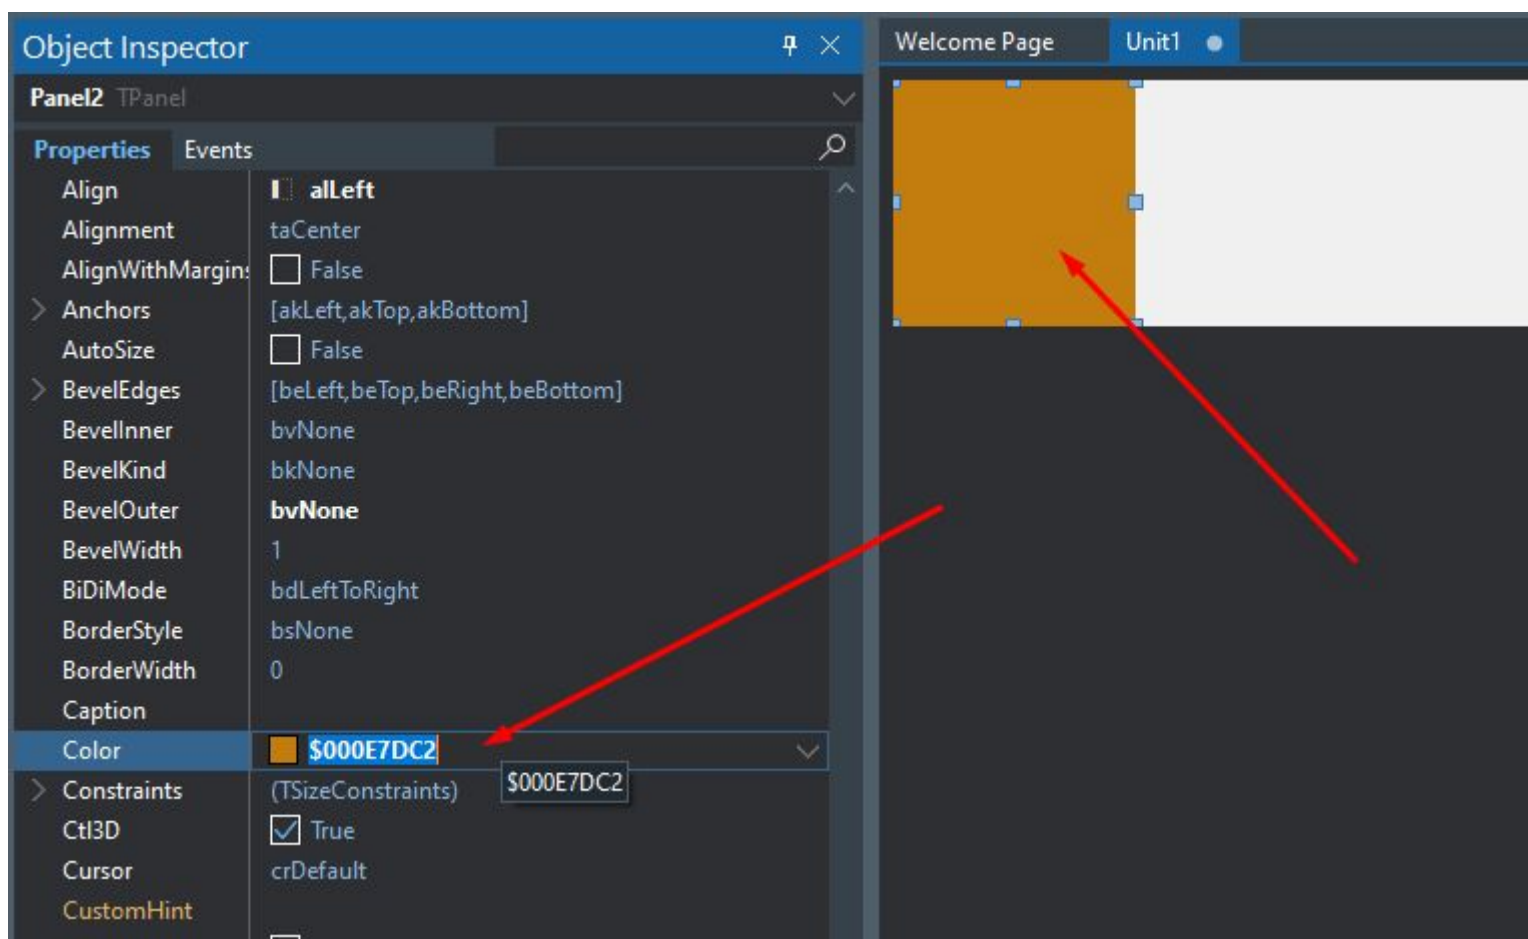 Object Inspector
Welcome Page Unit1
Panel2 TPanel
Properties Events
Align alLeft
Alignment taCenter
AlignWithMargins False
Anchors [akLeft,akTop,akBottom]
AutoSize False
BevelEdges [beLeft,beTop,beRight,beBottom]
BevelInner bvNone
BevelKind bkNone
BevelOuter bvNone
BevelWidth 1
BiDiMode bdLeftToRight
BorderStyle bsNone
BorderWidth 0
Caption
Color $000E7DC2
Constraints (TSizeConstraints) $000E7DC2
Ctl3D True
Cursor crDefault
CustomHint